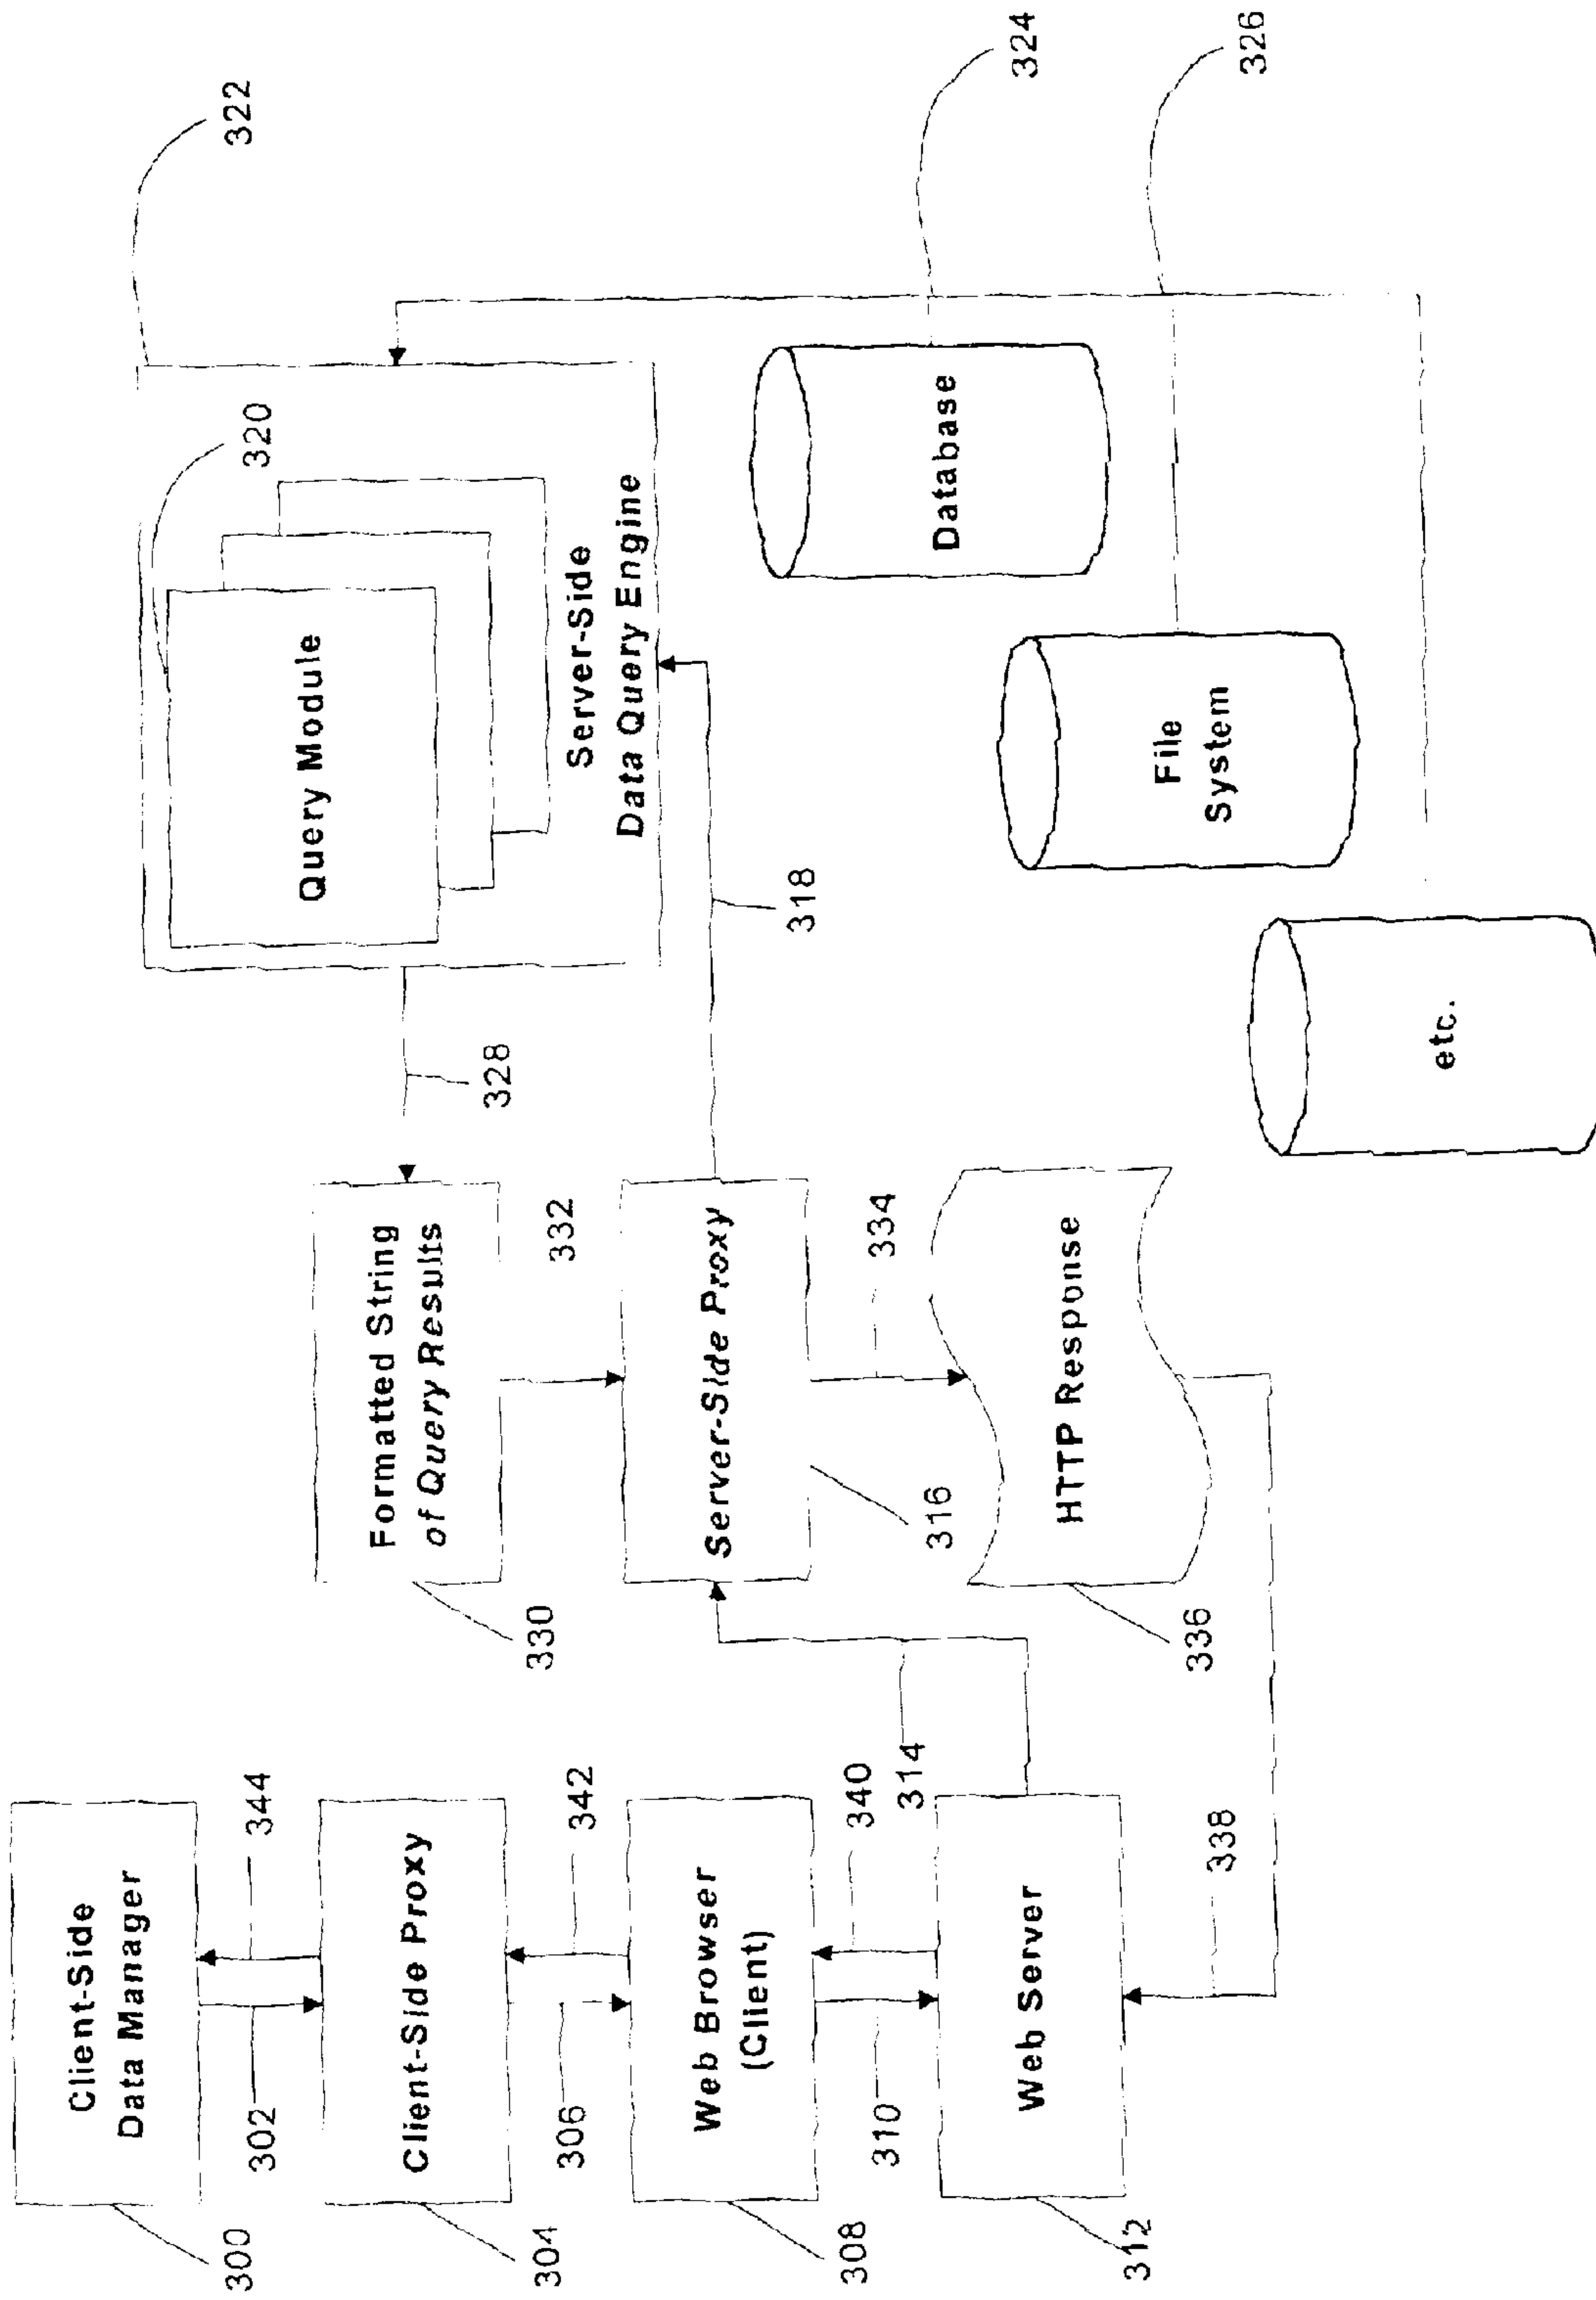 Client-Side
Data Manager
300
302
344
Client-Side Proxy
304
306
342
Web Browser
(Client)
308
310
340
Web Server
312
314
338
Formatted String
of Query Results
330
332
Server-Side Proxy
316
334
HTTP Response
336
328
318
Query Module
320
Server-Side
Data Query Engine
322
Database
324
File
System
326
etc.